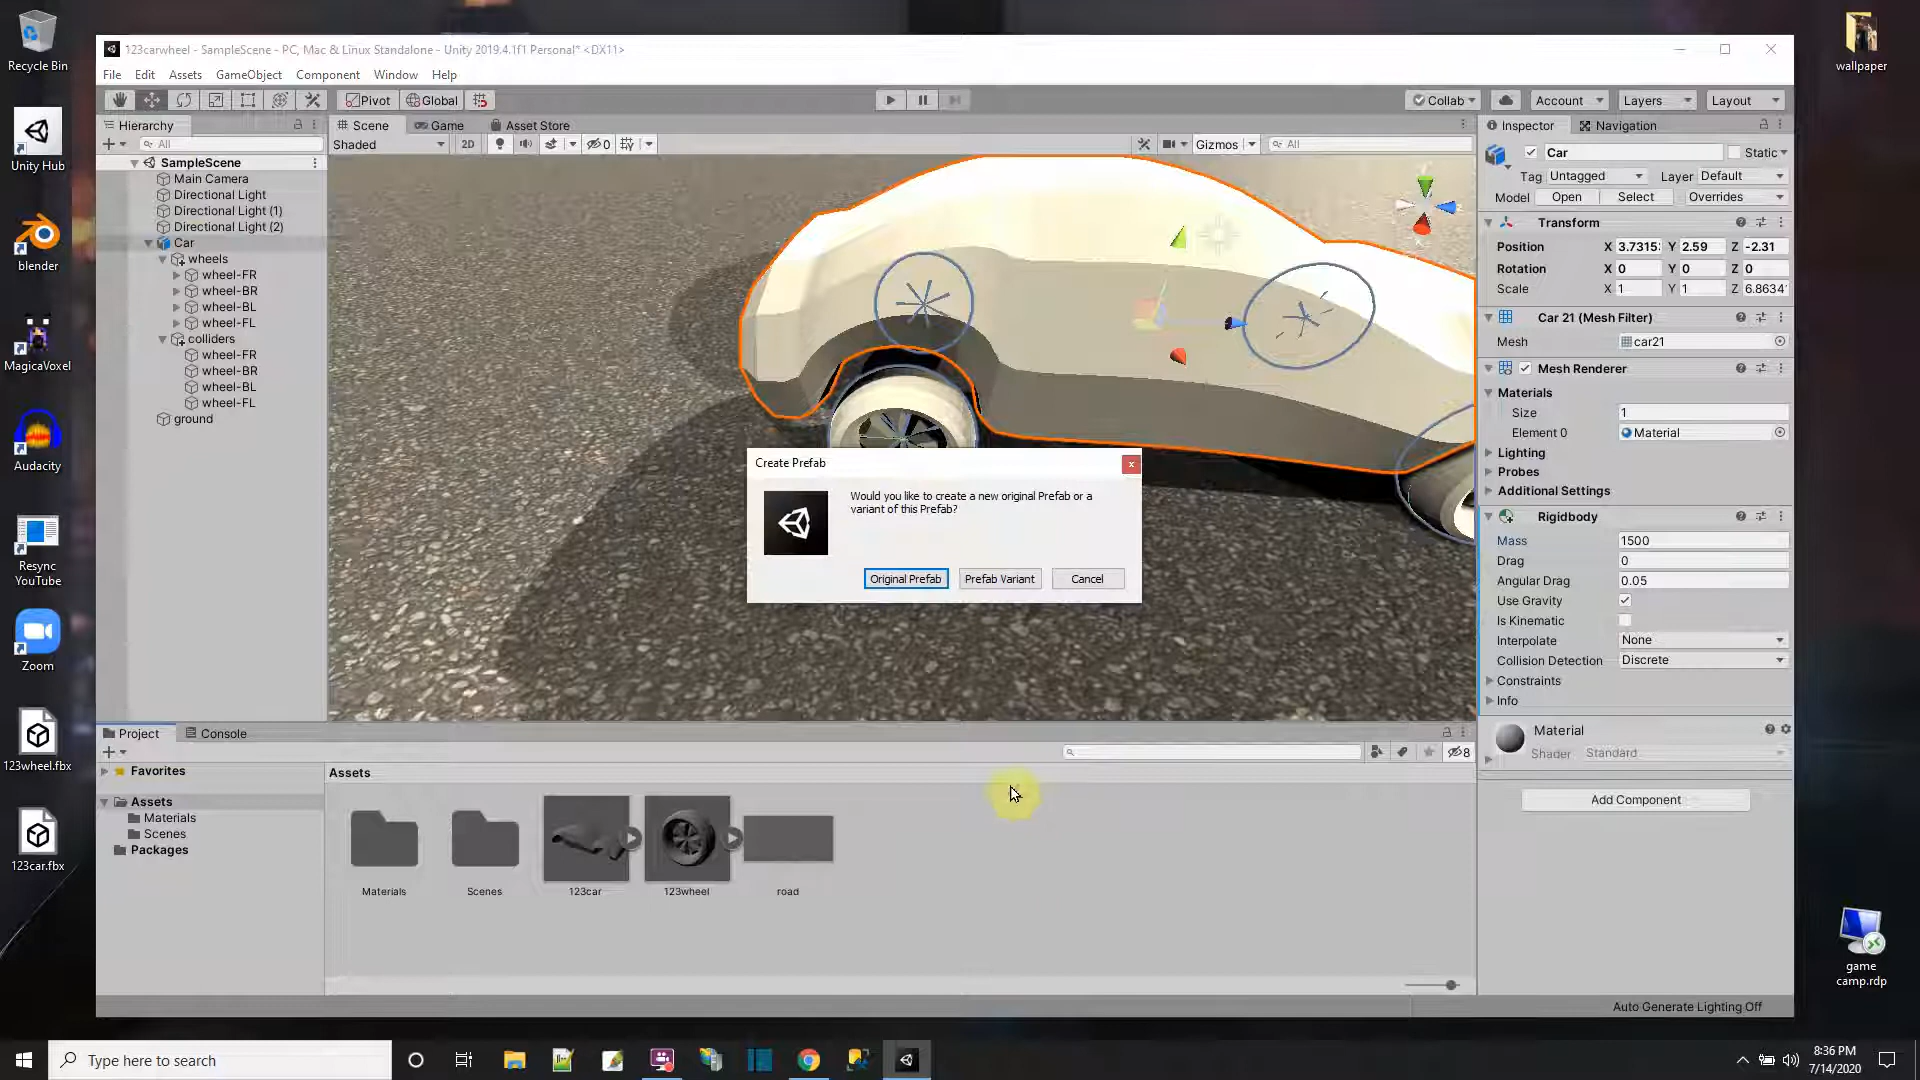 Recycle Bin
Unity Hub
blender
MagicaVoxel
Audacity
Resync
YouTube
Zoom
123wheel.fbx
123car.fbx
wallpaper
game
camp.rdp
123carwheel - SampleScene - PC, Mac & Linux Standalone - Unity 2019.4.1f1 Personal* <DX11>
File Edit Assets GameObject Component Window Help
Pivot Global Collab Account Layers Layout
Hierarchy
All
SampleScene
Main Camera
Directional Light
Directional Light (1)
Directional Light (2)
Car
wheels
wheel-FR
wheel-BR
wheel-BL
wheel-FL
colliders
wheel-FR
wheel-BR
wheel-BL
wheel-FL
ground
Scene Game Asset Store
Shaded 2D 0 Gizmos All
Create Prefab
Would you like to create a new original Prefab or a
variant of this Prefab?
Original Prefab Prefab Variant Cancel
Inspector Navigation
Car Static
Tag Untagged Layer Default
Model Open Select Overrides
Transform
Position X 3.7315 Y 2.59 Z -2.31
Rotation X 0 Y 0 Z 0
Scale X 1 Y 1 Z 6.8634
Car 21 (Mesh Filter)
Mesh car21
Mesh Renderer
Materials
Size 1
Element 0 Material
Lighting
Probes
Additional Settings
Rigidbody
Mass 1500
Drag 0
Angular Drag 0.05
Use Gravity
Is Kinematic
Interpolate None
Collision Detection Discrete
Constraints
Info
Material
Shader Standard
Add Component
Project Console
8
Favorites
Assets
Materials
Scenes
Packages
Assets
Materials Scenes 123car 123wheel road
Auto Generate Lighting Off
Type here to search
8:36 PM
7/14/2020